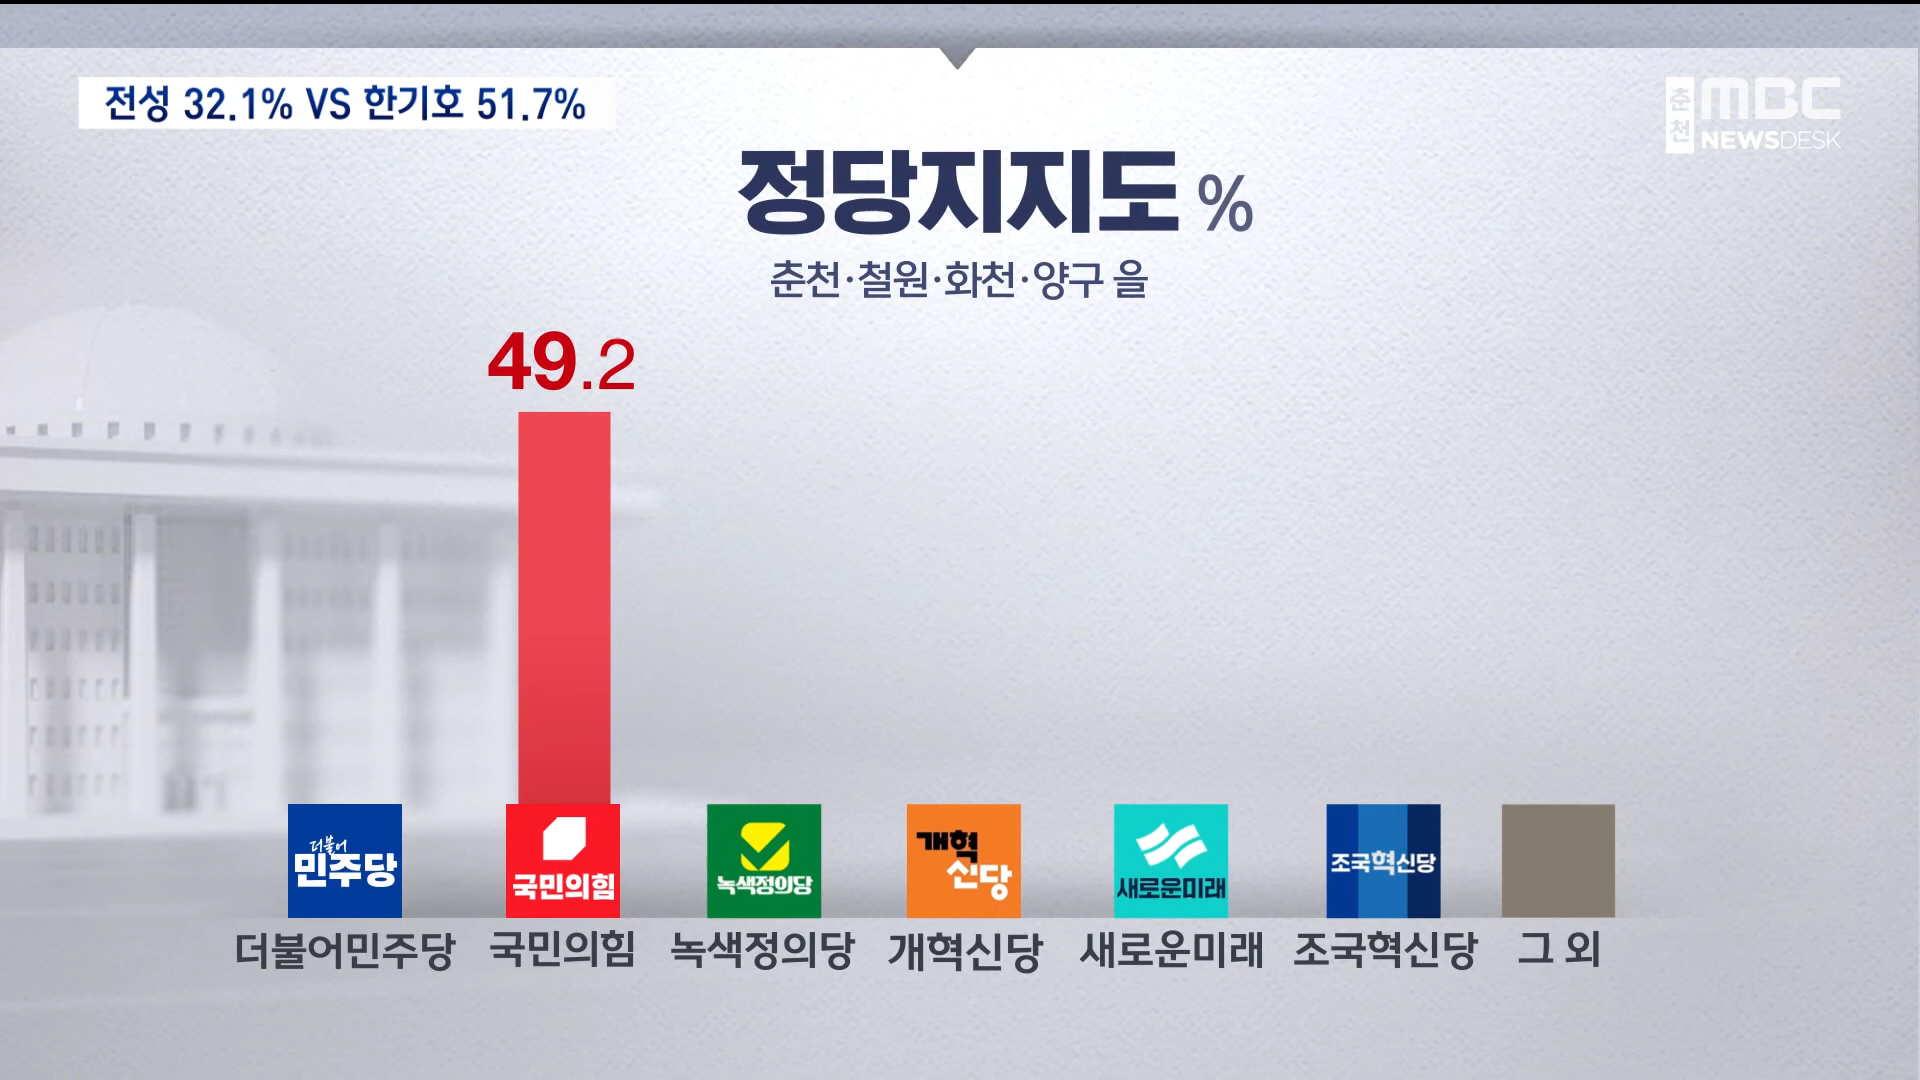 전성 32.1% VS 한기호 51.7%
춘천 MBC
NEWSDESK
정당지지도 %
춘천·철원·화천·양구 을
49.2
더불어 민주당
국민의힘
녹색정의당
개혁 신당
새로운미래
조국혁신당
더불어민주당 국민의힘 녹색정의당 개혁신당 새로운미래 조국혁신당 그 외